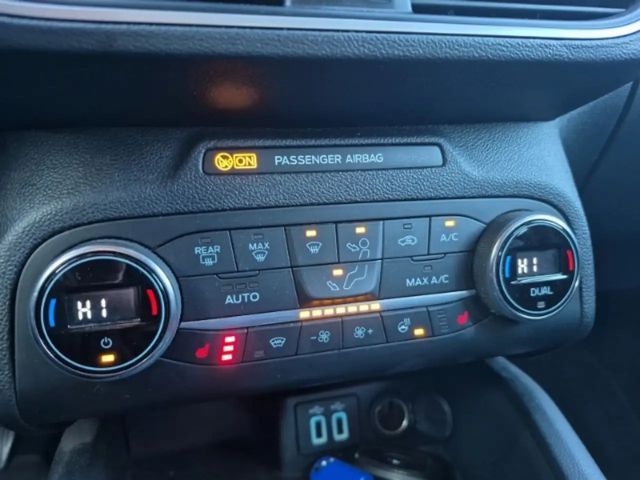 ON PASSENGER AIRBAG
REAR MAX A/C
HI AUTO MAX A/C HI
DUAL